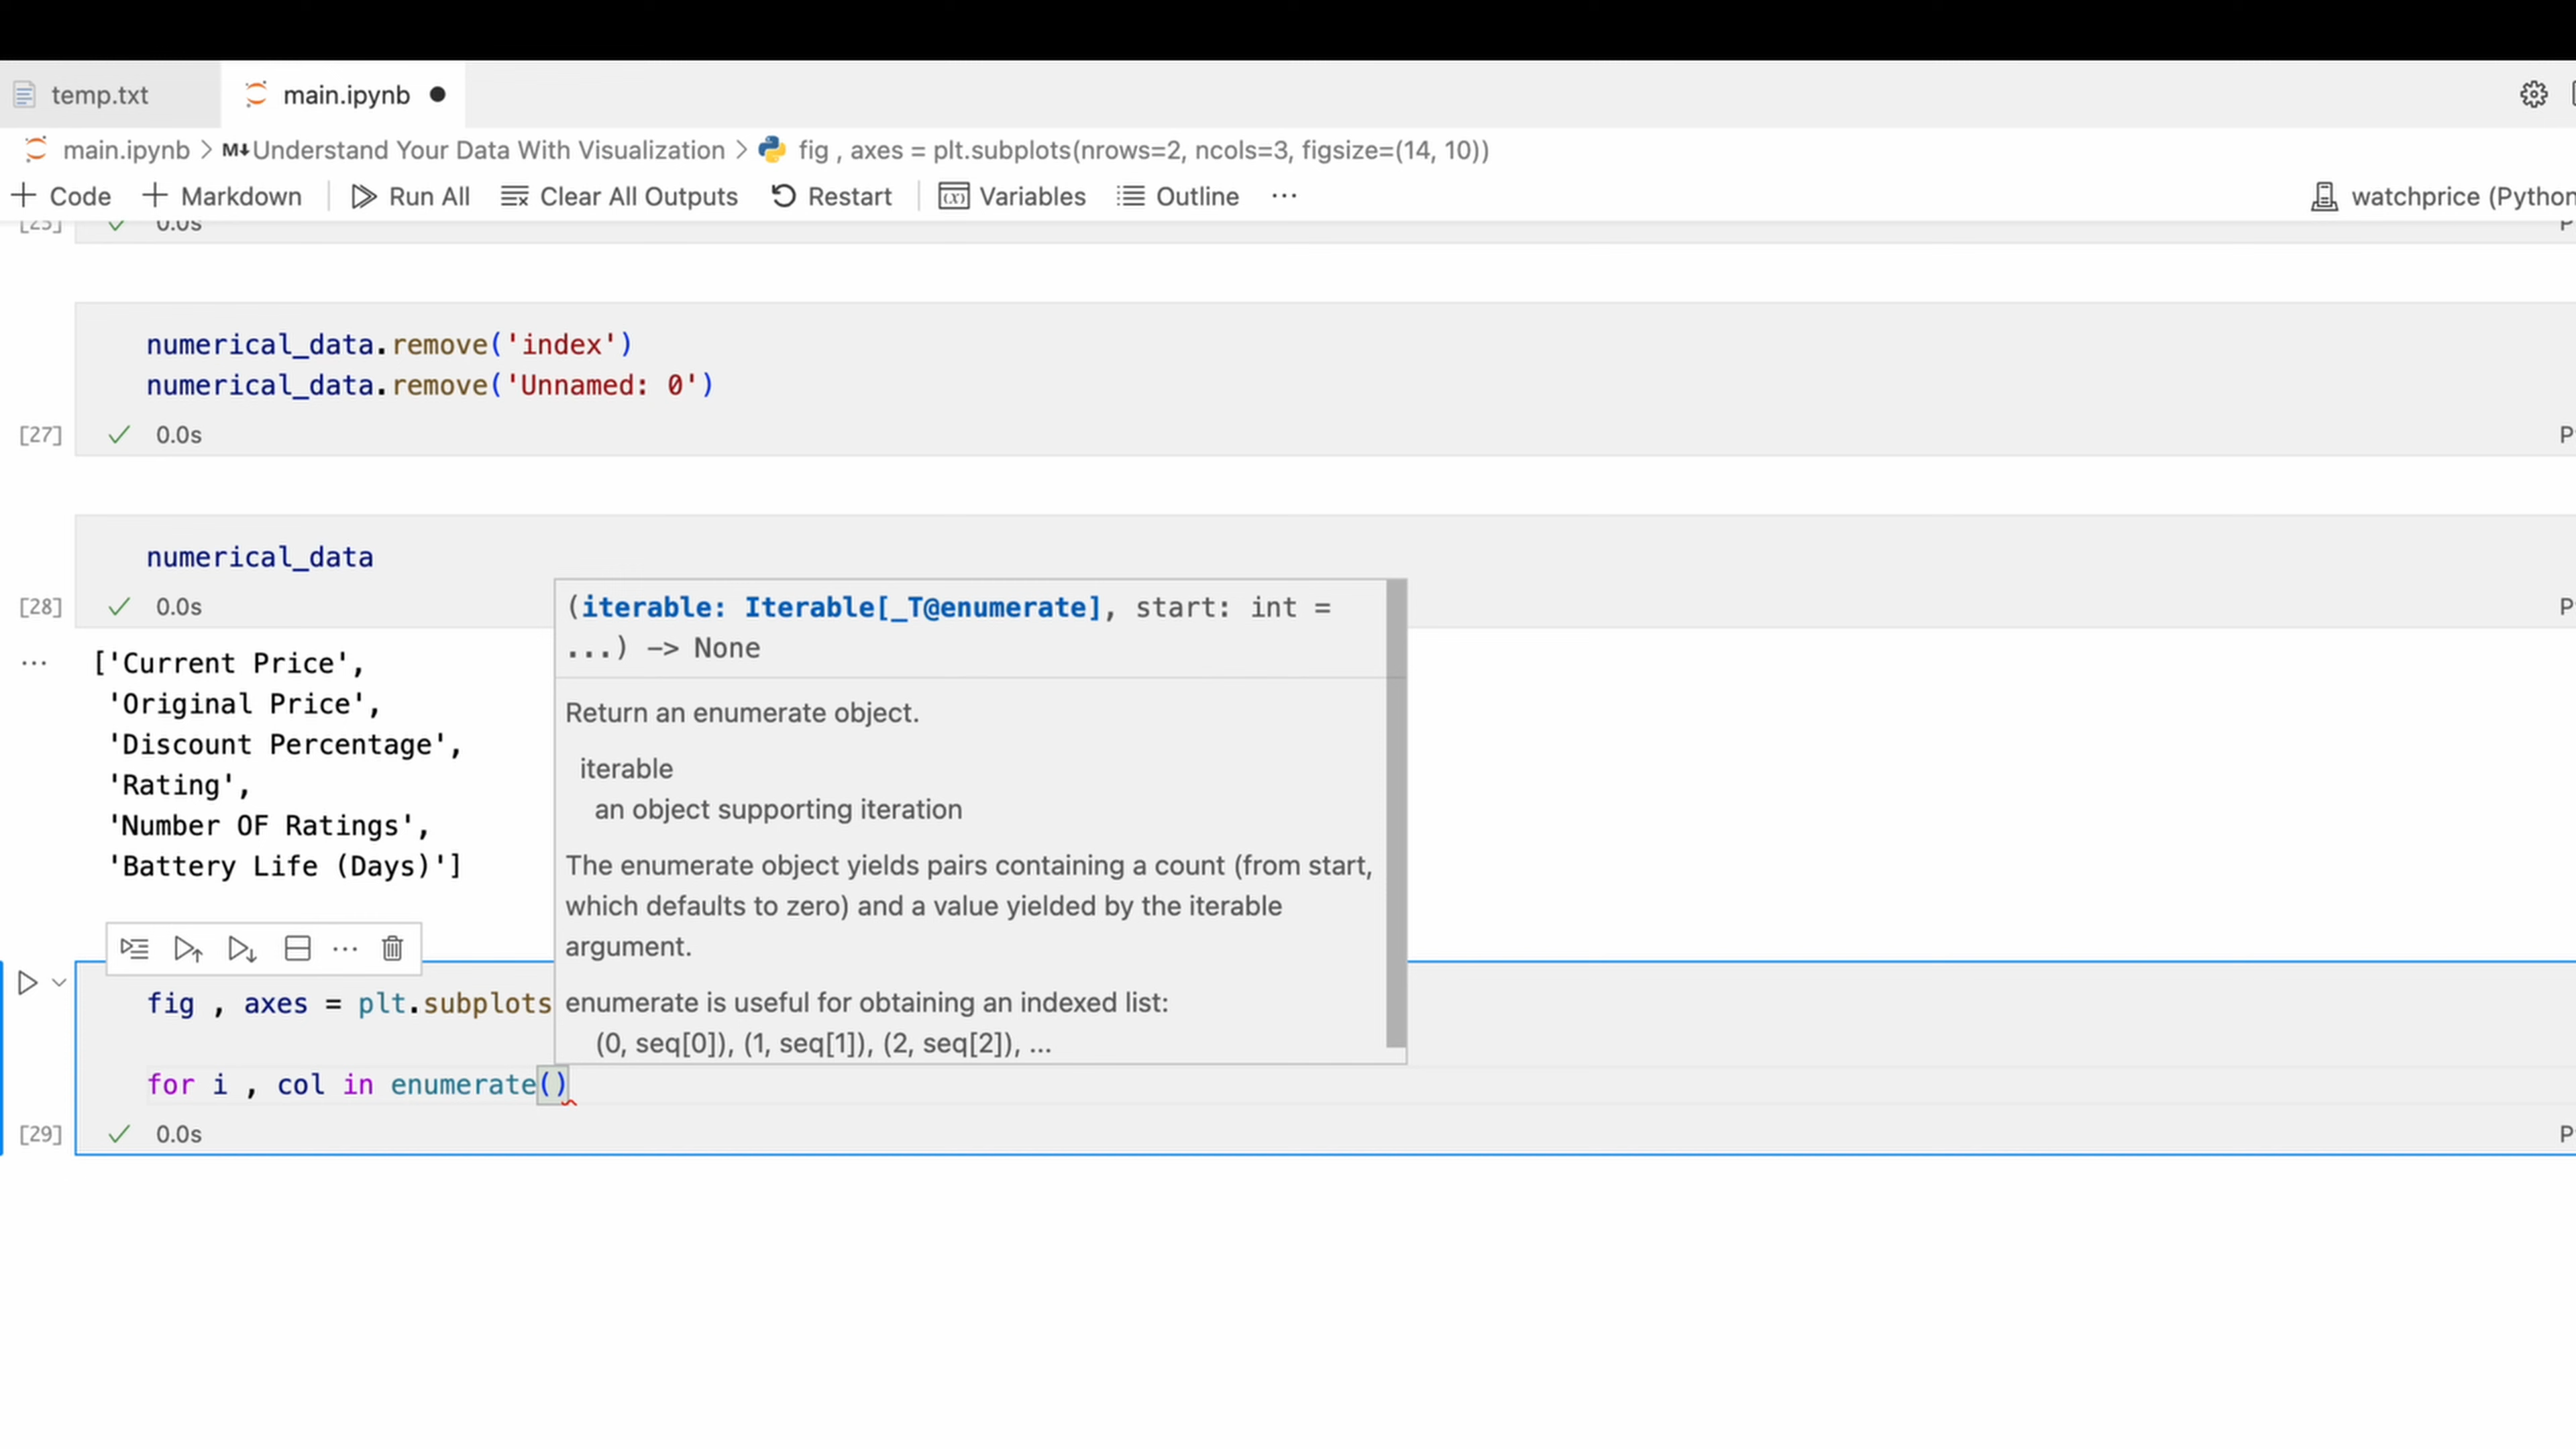 temp.txt
main.ipynb
main.ipynb > M↓ Understand Your Data With Visualization > fig , axes = plt.subplots(nrows=2, ncols=3, figsize=(14, 10))
+ Code + Markdown Run All Clear All Outputs Restart Variables Outline ... watchprice (Python
[25] 0.0s
numerical_data.remove('index')
numerical_data.remove('Unnamed: 0')
[27] 0.0s P
numerical_data
[28] 0.0s P
... ['Current Price',
'Original Price',
'Discount Percentage',
'Rating',
'Number OF Ratings',
'Battery Life (Days)']
(iterable: Iterable[_T@enumerate], start: int =
...) -> None
Return an enumerate object.
iterable
an object supporting iteration
The enumerate object yields pairs containing a count (from start,
which defaults to zero) and a value yielded by the iterable
argument.
enumerate is useful for obtaining an indexed list:
(0, seq[0]), (1, seq[1]), (2, seq[2]), ...
fig , axes = plt.subplots
for i , col in enumerate()
[29] 0.0s P